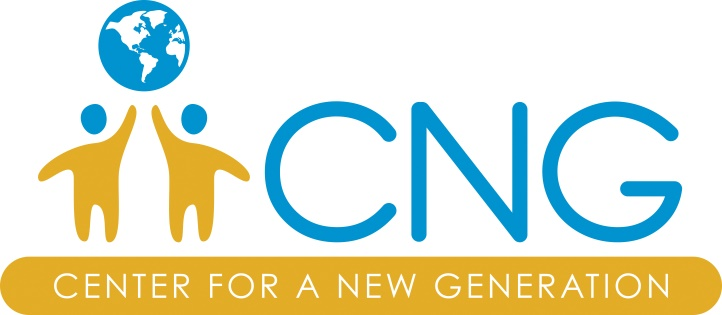 CNG
CENTER FOR A NEW GENERATION